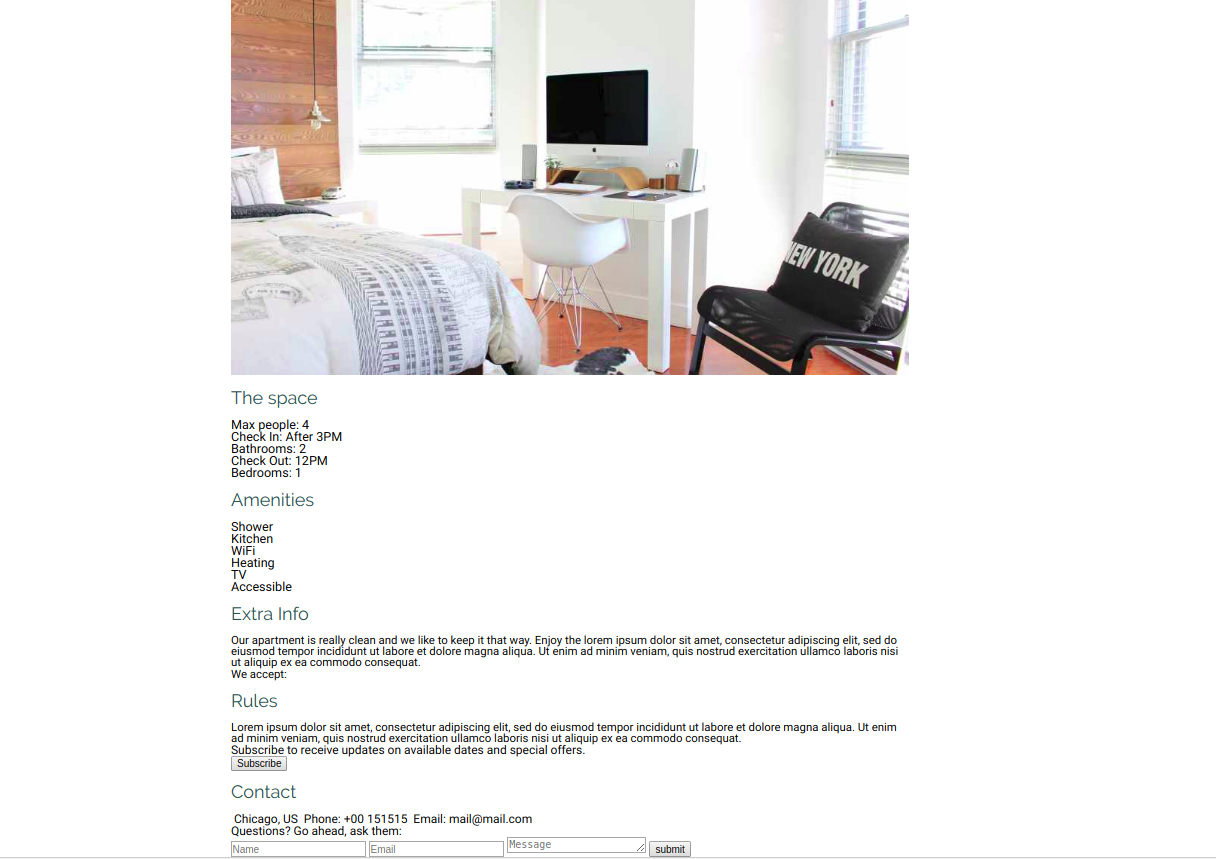 NEW YORK
The space
Max people: 4
Check In: After 3PM
Bathrooms: 2
Check Out: 12PM
Bedrooms: 1
Amenities
Shower
Kitchen
WiFi
Heating
TV
Accessible
Extra Info
Our apartment is really clean and we like to keep it that way. Enjoy the lorem ipsum dolor sit amet, consectetur adipiscing elit, sed do
eiusmod tempor incididunt ut labore et dolore magna aliqua. Ut enim ad minim veniam, quis nostrud exercitation ullamco laboris nisi
ut aliquip ex ea commodo consequat.
We accept:
Rules
Lorem ipsum dolor sit amet, consectetur adipiscing elit, sed do eiusmod tempor incididunt ut labore et dolore magna aliqua. Ut enim
ad minim veniam, quis nostrud exercitation ullamco laboris nisi ut aliquip ex ea commodo consequat.
Subscribe to receive updates on available dates and special offers.
Subscribe
Contact
Chicago, US Phone: +00 151515 Email: mail@mail.com
Questions? Go ahead, ask them:
Name Email Message submit